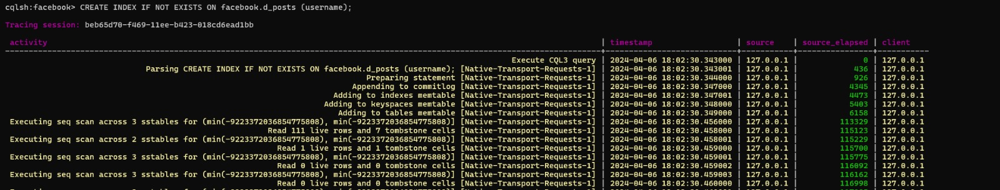 cqlsh:facebook> CREATE INDEX IF NOT EXISTS ON facebook.d_posts (username);
Tracing session: beb65d70-f469-11ee-b423-018cd6ead1bb
activity | timestamp | source | source_elapsed | client
Execute CQL3 query | 2024-04-06 18:02:30.343000 | 127.0.0.1 | 0 | 127.0.0.1
Parsing CREATE INDEX IF NOT EXISTS ON facebook.d_posts (username); [Native-Transport-Requests-1] | 2024-04-06 18:02:30.343001 | 127.0.0.1 | 436 | 127.0.0.1
Preparing statement [Native-Transport-Requests-1] | 2024-04-06 18:02:30.344000 | 127.0.0.1 | 926 | 127.0.0.1
Appending to commitlog [Native-Transport-Requests-1] | 2024-04-06 18:02:30.347000 | 127.0.0.1 | 4345 | 127.0.0.1
Adding to indexes memtable [Native-Transport-Requests-1] | 2024-04-06 18:02:30.347001 | 127.0.0.1 | 4473 | 127.0.0.1
Adding to keyspaces memtable [Native-Transport-Requests-1] | 2024-04-06 18:02:30.348000 | 127.0.0.1 | 5403 | 127.0.0.1
Adding to tables memtable [Native-Transport-Requests-1] | 2024-04-06 18:02:30.349000 | 127.0.0.1 | 6158 | 127.0.0.1
Executing seq scan across 3 sstables for (min(-9223372036854775808), min(-9223372036854775808)] [Native-Transport-Requests-1] | 2024-04-06 18:02:30.456000 | 127.0.0.1 | 113329 | 127.0.0.1
Read 111 live rows and 7 tombstone cells [Native-Transport-Requests-1] | 2024-04-06 18:02:30.458000 | 127.0.0.1 | 115123 | 127.0.0.1
Executing seq scan across 2 sstables for (min(-9223372036854775808), min(-9223372036854775808)] [Native-Transport-Requests-1] | 2024-04-06 18:02:30.458001 | 127.0.0.1 | 115229 | 127.0.0.1
Read 1 live rows and 1 tombstone cells [Native-Transport-Requests-1] | 2024-04-06 18:02:30.459000 | 127.0.0.1 | 115700 | 127.0.0.1
Executing seq scan across 3 sstables for (min(-9223372036854775808), min(-9223372036854775808)] [Native-Transport-Requests-1] | 2024-04-06 18:02:30.459001 | 127.0.0.1 | 115775 | 127.0.0.1
Read 0 live rows and 0 tombstone cells [Native-Transport-Requests-1] | 2024-04-06 18:02:30.459002 | 127.0.0.1 | 116092 | 127.0.0.1
Executing seq scan across 3 sstables for (min(-9223372036854775808), min(-9223372036854775808)] [Native-Transport-Requests-1] | 2024-04-06 18:02:30.459003 | 127.0.0.1 | 116162 | 127.0.0.1
Read 0 live rows and 0 tombstone cells [Native-Transport-Requests-1] | 2024-04-06 18:02:30.460000 | 127.0.0.1 | 116998 | 127.0.0.1